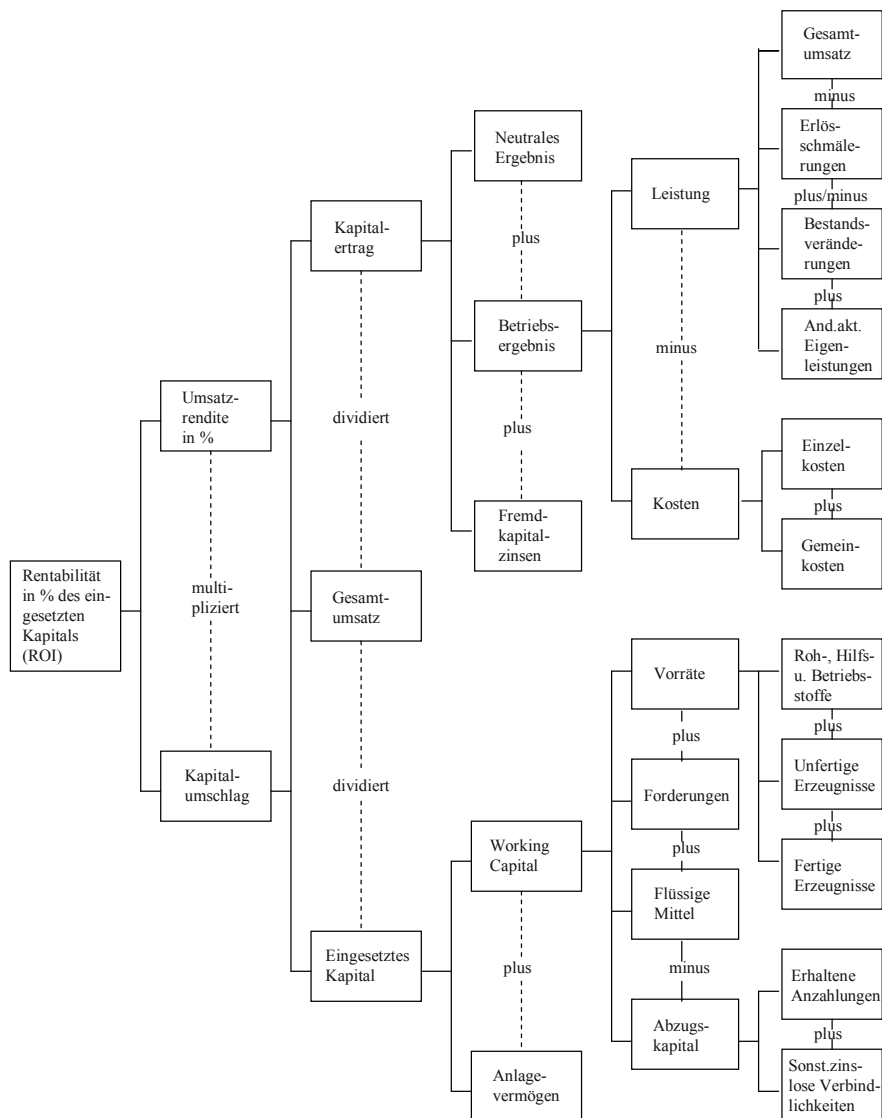 Gesamt-
umsatz
minus
Erlös-
schmäle-
rungen
plus/minus
Bestands-
verände-
rungen
plus
And.akt.
Eigen-
leistungen
Neutrales
Ergebnis
plus
Betriebs-
ergebnis
plus
Fremd-
kapital-
zinsen
Leistung
minus
Kosten
Einzel-
kosten
plus
Gemein-
kosten
Kapital-
ertrag
dividiert
Gesamt-
umsatz
dividiert
Eingesetztes
Kapital
Umsatz-
rendite
in %
multi-
pliziert
Kapital-
umschlag
Rentabilität
in % des ein-
gesetzten
Kapitals
(ROI)
Working
Capital
plus
Anlage-
vermögen
Vorräte
plus
Forderungen
plus
Flüssige
Mittel
minus
Abzugs-
kapital
Roh-, Hilfs-
u. Betriebs-
stoffe
plus
Unfertige
Erzeugnisse
plus
Fertige
Erzeugnisse
Erhaltene
Anzahlungen
plus
Sonst.zins-
lose Verbind-
lichkeiten